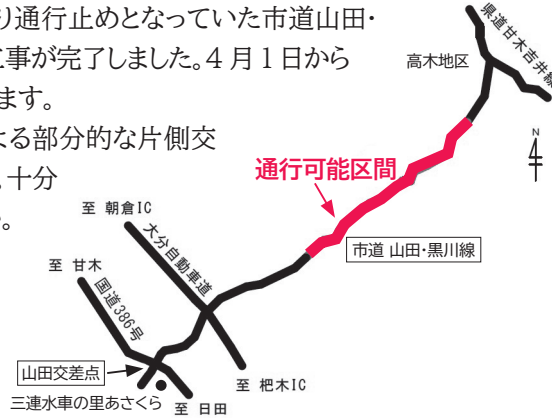 り通行止めとなっていた市道山田・
工事が完了しました。4月1日から
ます。
よる部分的な片側交
十分
。
県道甘木吉井線
高木地区
N
通行可能区間
市道 山田・黒川線
至 朝倉IC
大分自動車道
至 甘木
国道386号
山田交差点
三連水車の里あさくら
至 日田
至 杷木IC